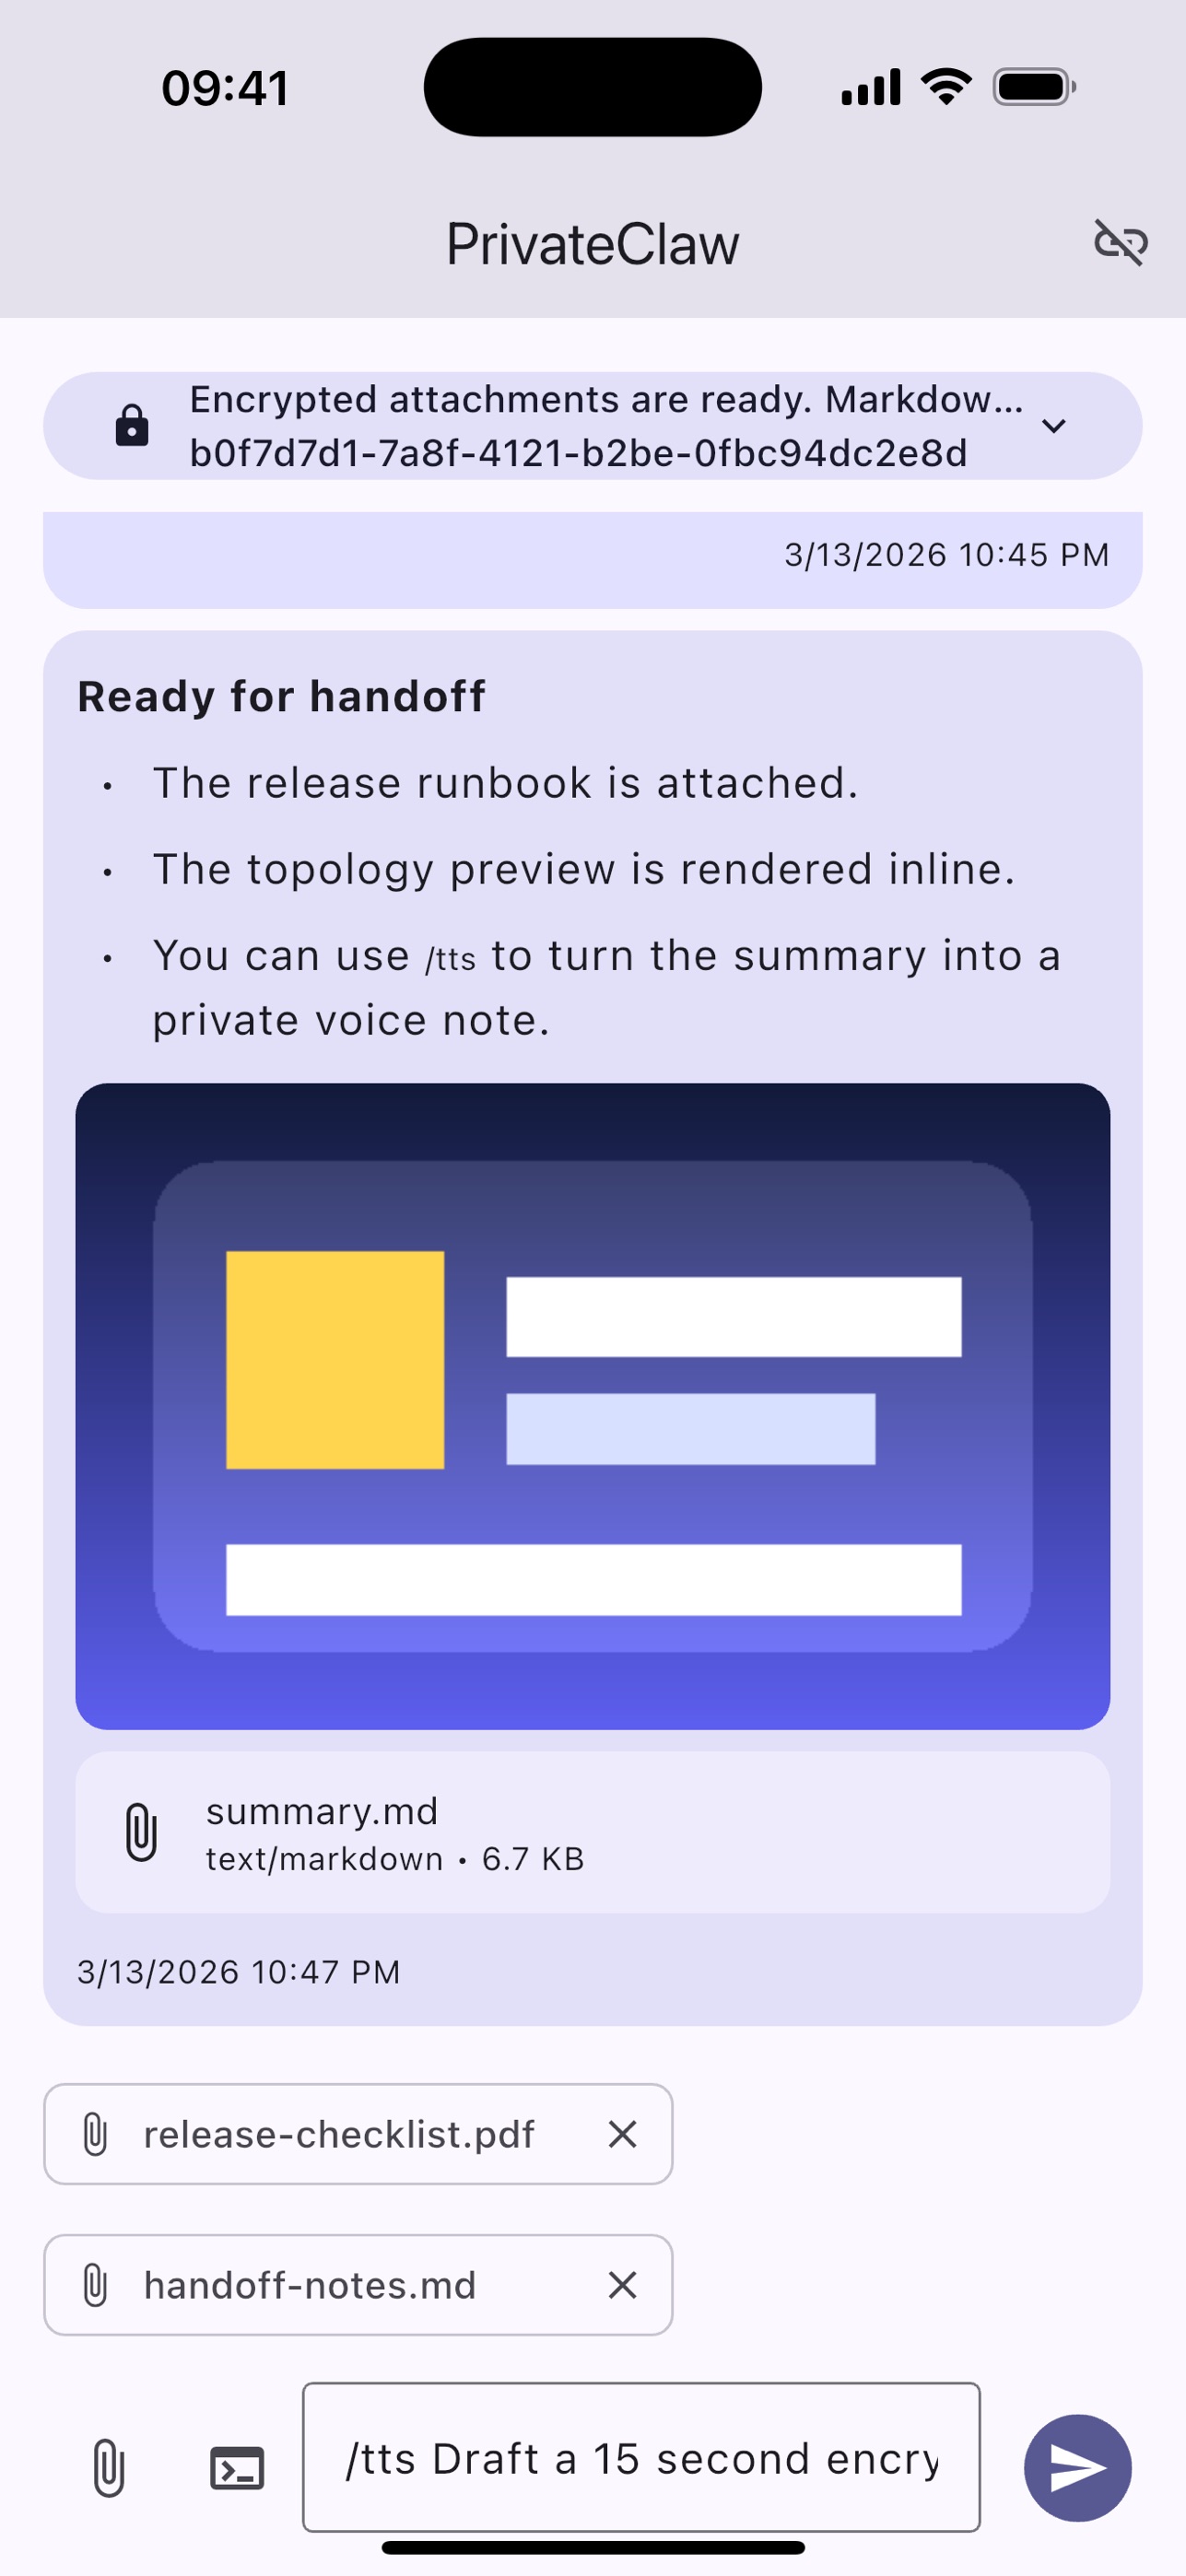 09:41
PrivateClaw
Encrypted attachments are ready. Markdow...
b0f7d7d1-7a8f-4121-b2be-0fbc94dc2e8d
3/13/2026 10:45 PM
Ready for handoff
• The release runbook is attached.
• The topology preview is rendered inline.
• You can use /tts to turn the summary into a
private voice note.
summary.md
text/markdown • 6.7 KB
3/13/2026 10:47 PM
release-checklist.pdf
handoff-notes.md
/tts Draft a 15 second encry